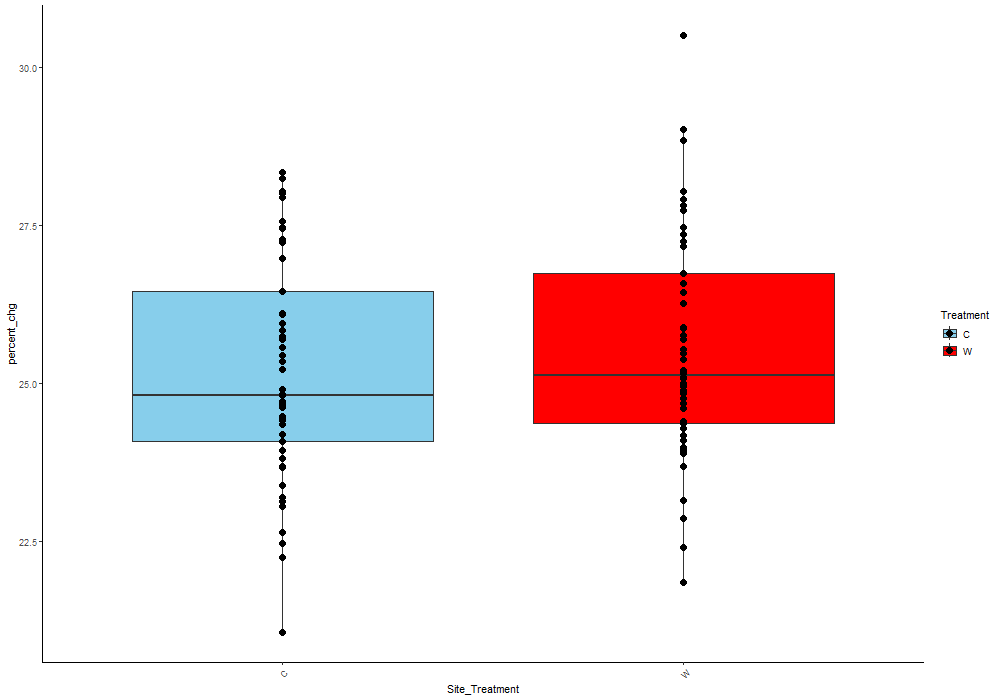 percent_chg
30.0
27.5
25.0
22.5
C
W
Site_Treatment
Treatment
C
W